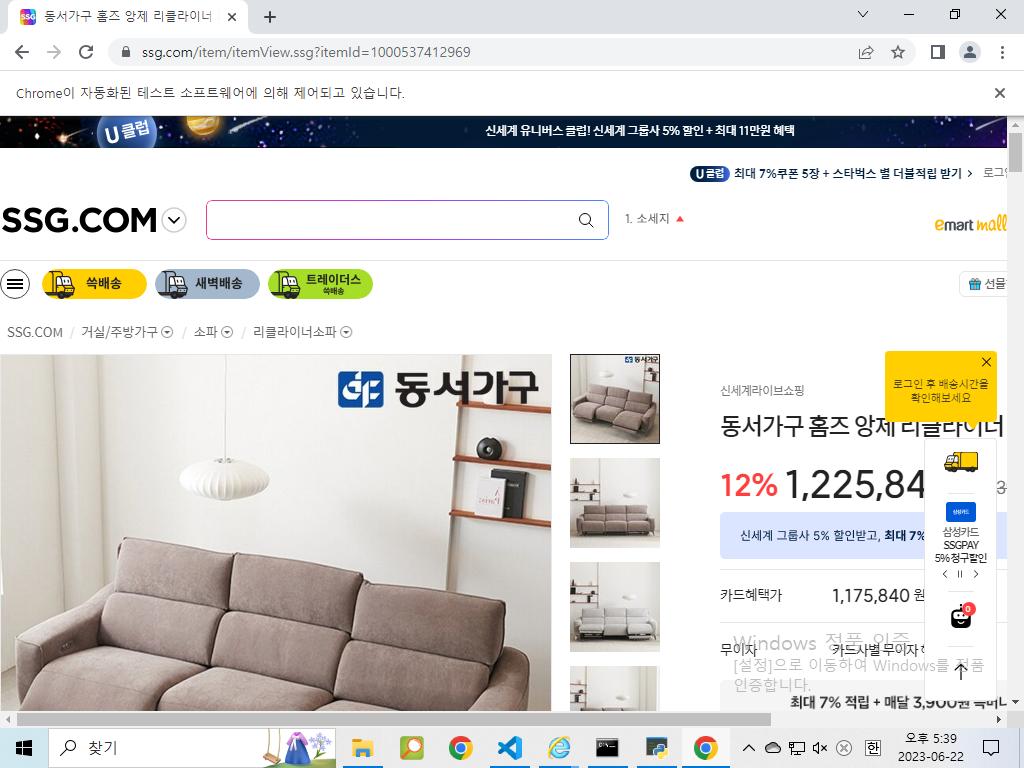 동서가구 홈즈 앙제 리클라이너
ssg.com/item/itemView.ssg?itemId=1000537412969
Chrome이 자동화된 테스트 소프트웨어에 의해 제어되고 있습니다.
U클럽
신세계 유니버스 클럽! 신세계 그룹사 5% 할인 + 최대 11만원 혜택
U 클럽 최대 7%쿠폰 5장 + 스타벅스 별 더블적립 받기
SSG.COM
1. 소세지
emart mall
쓱배송
새벽배송
트레이더스
쓱배송
선물
SSG.COM / 거실/주방가구 / 소파 / 리클라이너소파
동서가구
동서가구
신세계라이브쇼핑
로그인 후 배송시간을
확인해보세요
동서가구 홈즈 앙제 리클라이너
12% 1,225,84
신세계 그룹사 5% 할인받고, 최대 7%
삼성카드
삼성카드
SSGPAY
5% 청구할인
카드혜택가 1,175,840 원
0
무이자 카드사별 무이자
Windows 정품 인증
[설정]으로 이동하여 Windows를 정품
인증합니다.
최대 7% 적립 + 매달 3,900원
찾기
한
오후 5:39
2023-06-22